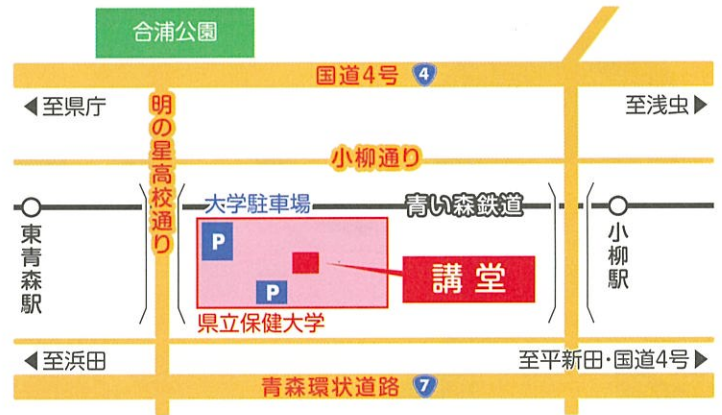 合浦公園
国道4号 4
◀至県庁
至浅虫▶
明の星高校通り
小柳通り
大学駐車場
青い森鉄道
東青森駅
小柳駅
P
P
講堂
県立保健大学
◀至浜田
至平新田・国道4号▶
青森環状道路 7